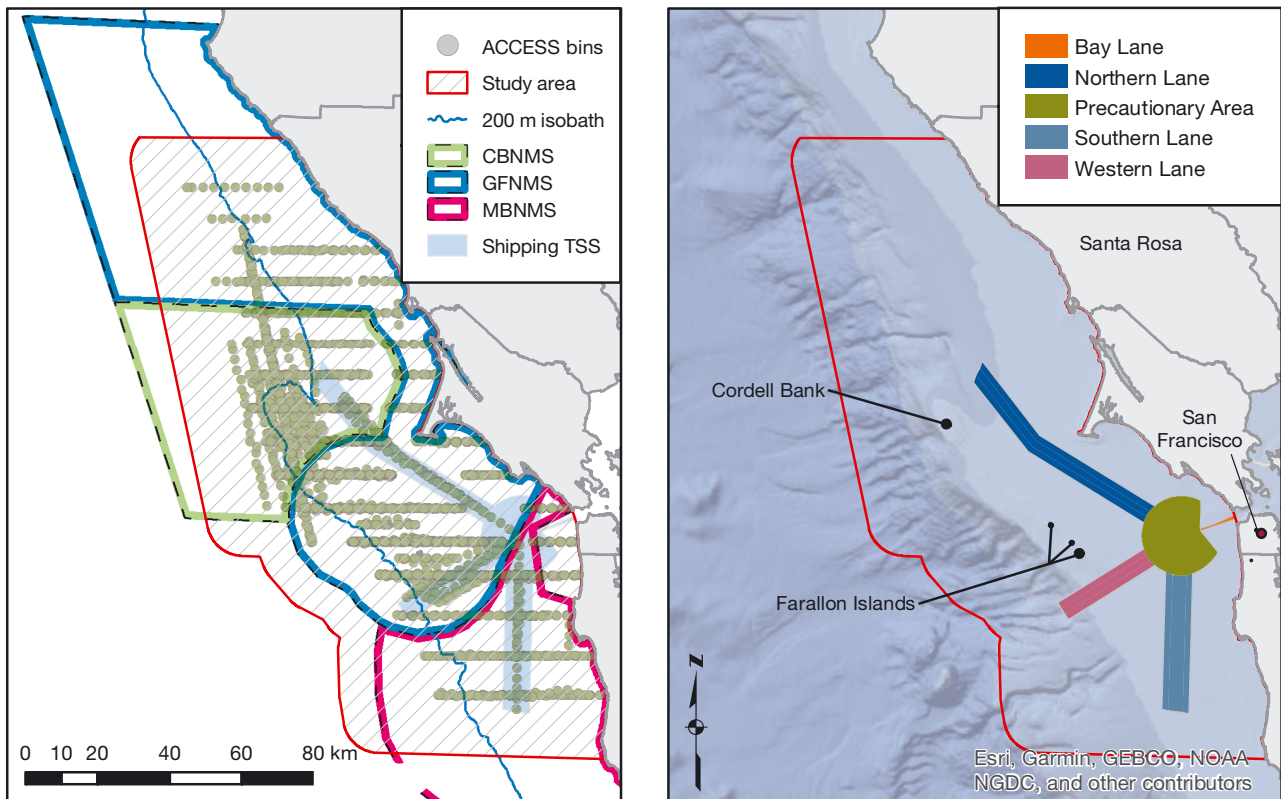 ACCESS bins
Study area
200 m isobath
CBNMS
GFNMS
MBNMS
Shipping TSS
0 10 20 40 60 80 km
Bay Lane
Northern Lane
Precautionary Area
Southern Lane
Western Lane
Santa Rosa
Cordell Bank
San
Francisco
Farallon Islands
N
Esri, Garmin, GEBCO, NOAA
NGDC, and other contributors